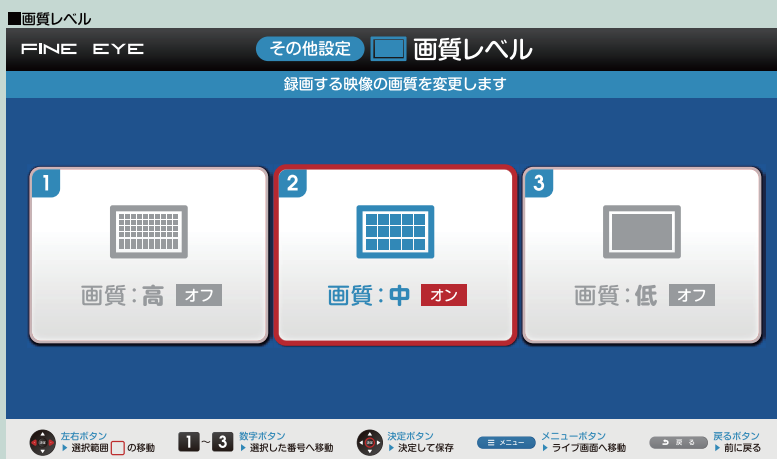 ■画質レベル
FINE EYE
その他設定 画質レベル
録画する映像の画質を変更します
1
画質:高 オフ
2
画質:中 オン
3
画質:低 オフ
左右ボタン
▶ 選択範囲 の移動
1～3
数字ボタン
▶ 選択した番号へ移動
決定ボタン
▶ 決定して保存
メニュー
メニューボタン
▶ ライブ画面へ移動
戻る
戻るボタン
▶ 前に戻る